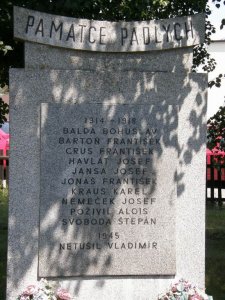 PAMÁTCE PADLÝCH
1914-1918
BALDA BOHUSLAV
BARTOŇ FRANTIŠEK
CRUS FRANTIŠEK
HAVLÁT JOSEF
JANSA JOSEF
JONÁŠ FRANTIŠEK
KRAUS KAREL
NĚMEČEK JOSEF
POŽIVIL ALOIS
SVOBODA ŠTĚPÁN
1945
NETUŠIL VLADIMÍR